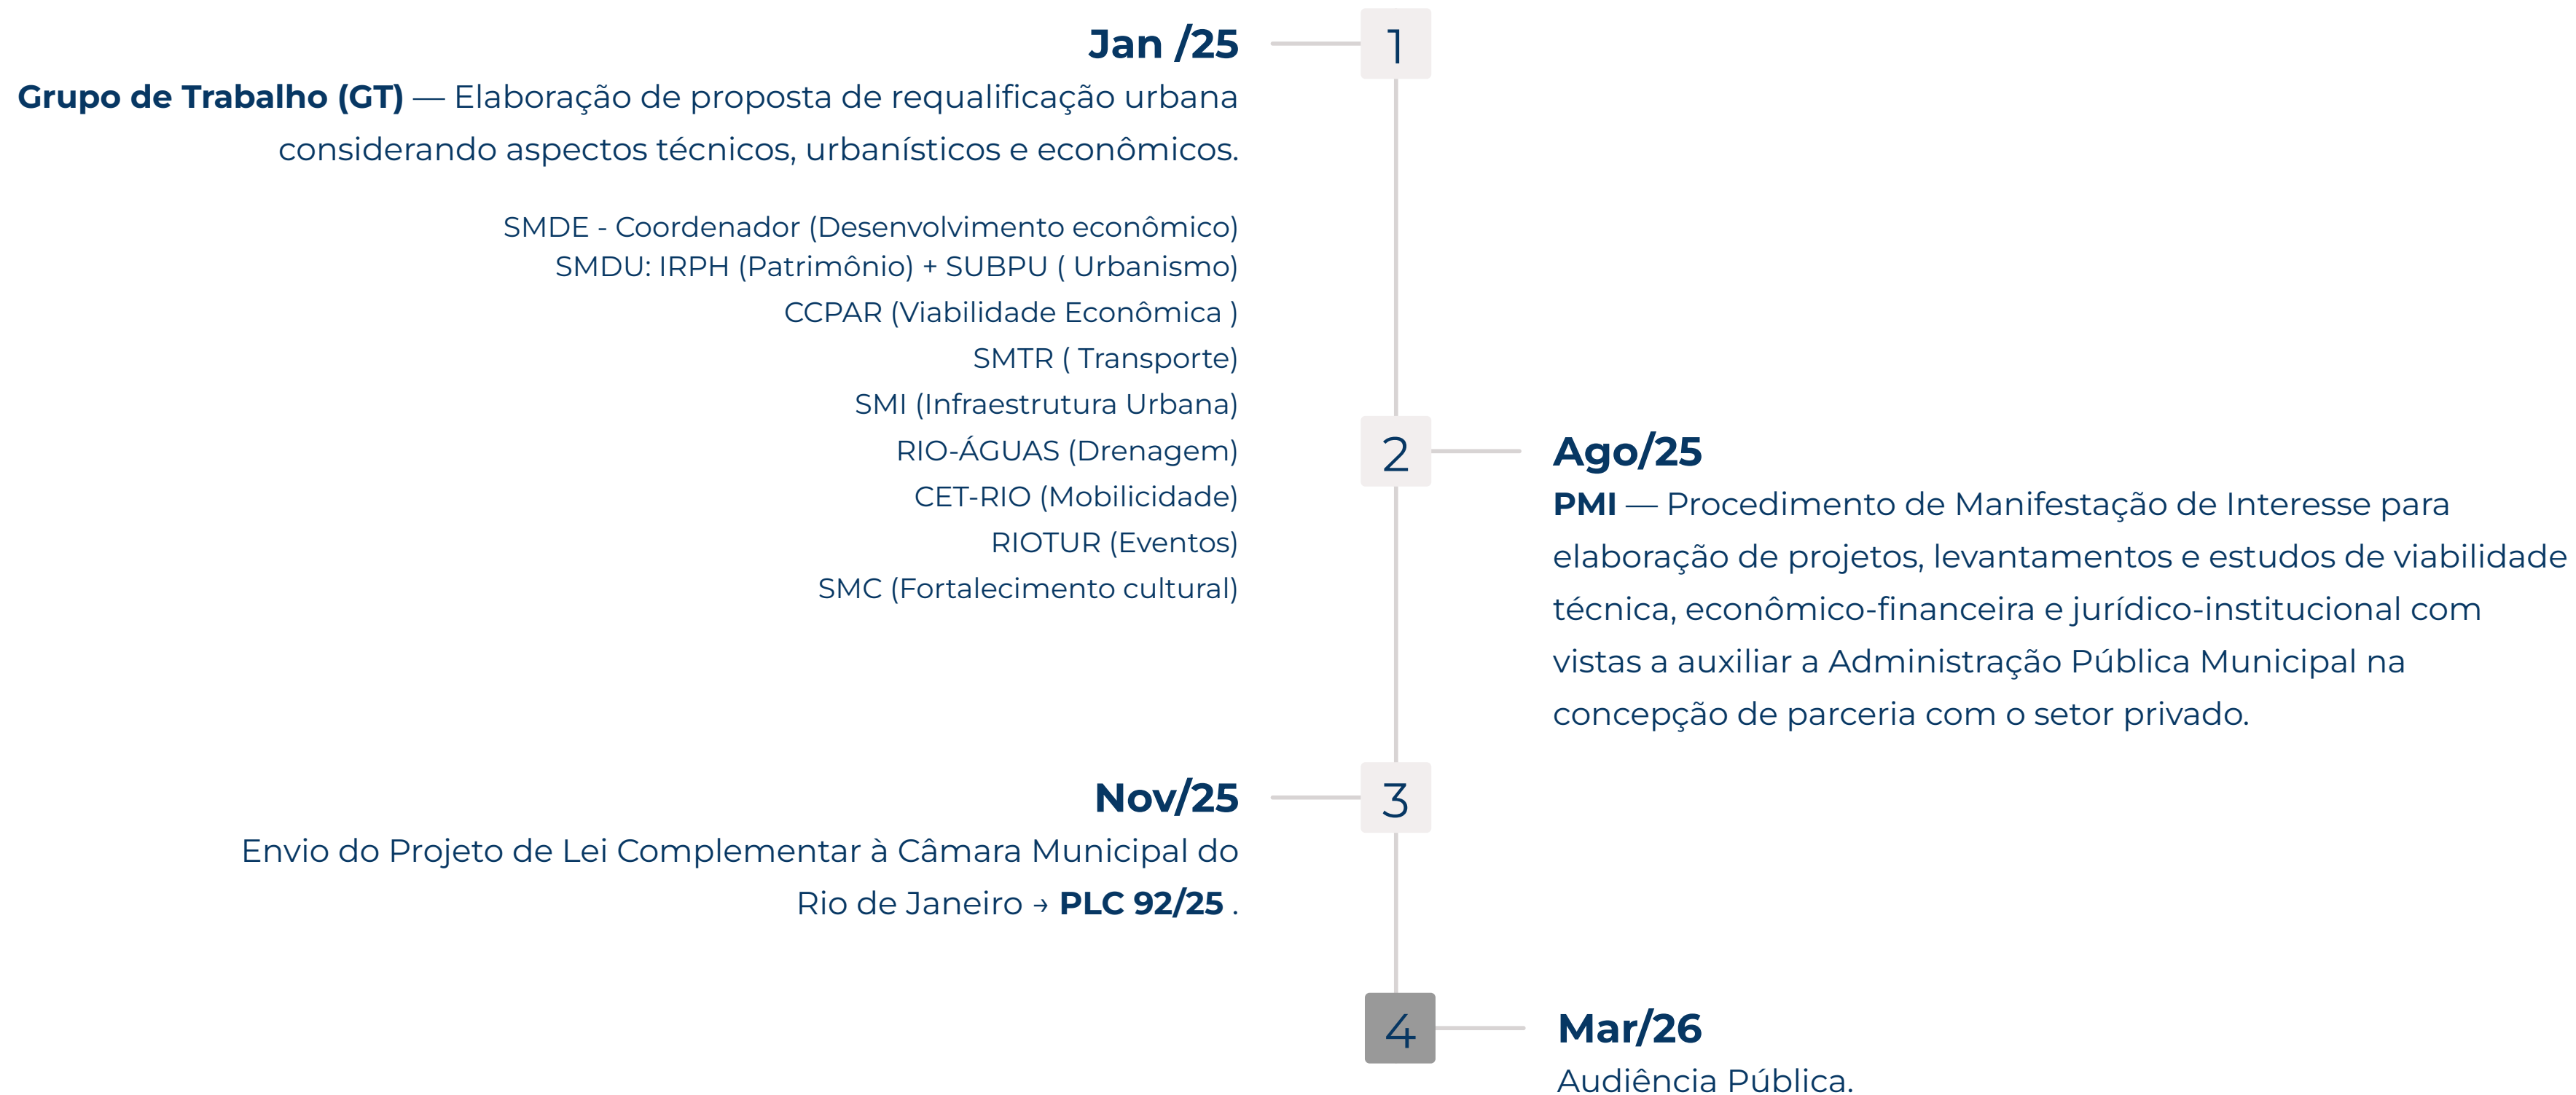 Jan /25
1
Grupo de Trabalho (GT) — Elaboração de proposta de requalificação urbana
considerando aspectos técnicos, urbanísticos e econômicos.
SMDE - Coordenador (Desenvolvimento econômico)
SMDU: IRPH (Patrimônio) + SUBPU ( Urbanismo)
CCPAR (Viabilidade Econômica )
SMTR ( Transporte)
SMI (Infraestrutura Urbana)
RIO-ÁGUAS (Drenagem)
CET-RIO (Mobilicidade)
RIOTUR (Eventos)
SMC (Fortalecimento cultural)
2
Ago/25
PMI — Procedimento de Manifestação de Interesse para
elaboração de projetos, levantamentos e estudos de viabilidade
técnica, econômico-financeira e jurídico-institucional com
vistas a auxiliar a Administração Pública Municipal na
concepção de parceria com o setor privado.
Nov/25
3
Envio do Projeto de Lei Complementar à Câmara Municipal do
Rio de Janeiro → PLC 92/25 .
4
Mar/26
Audiência Pública.